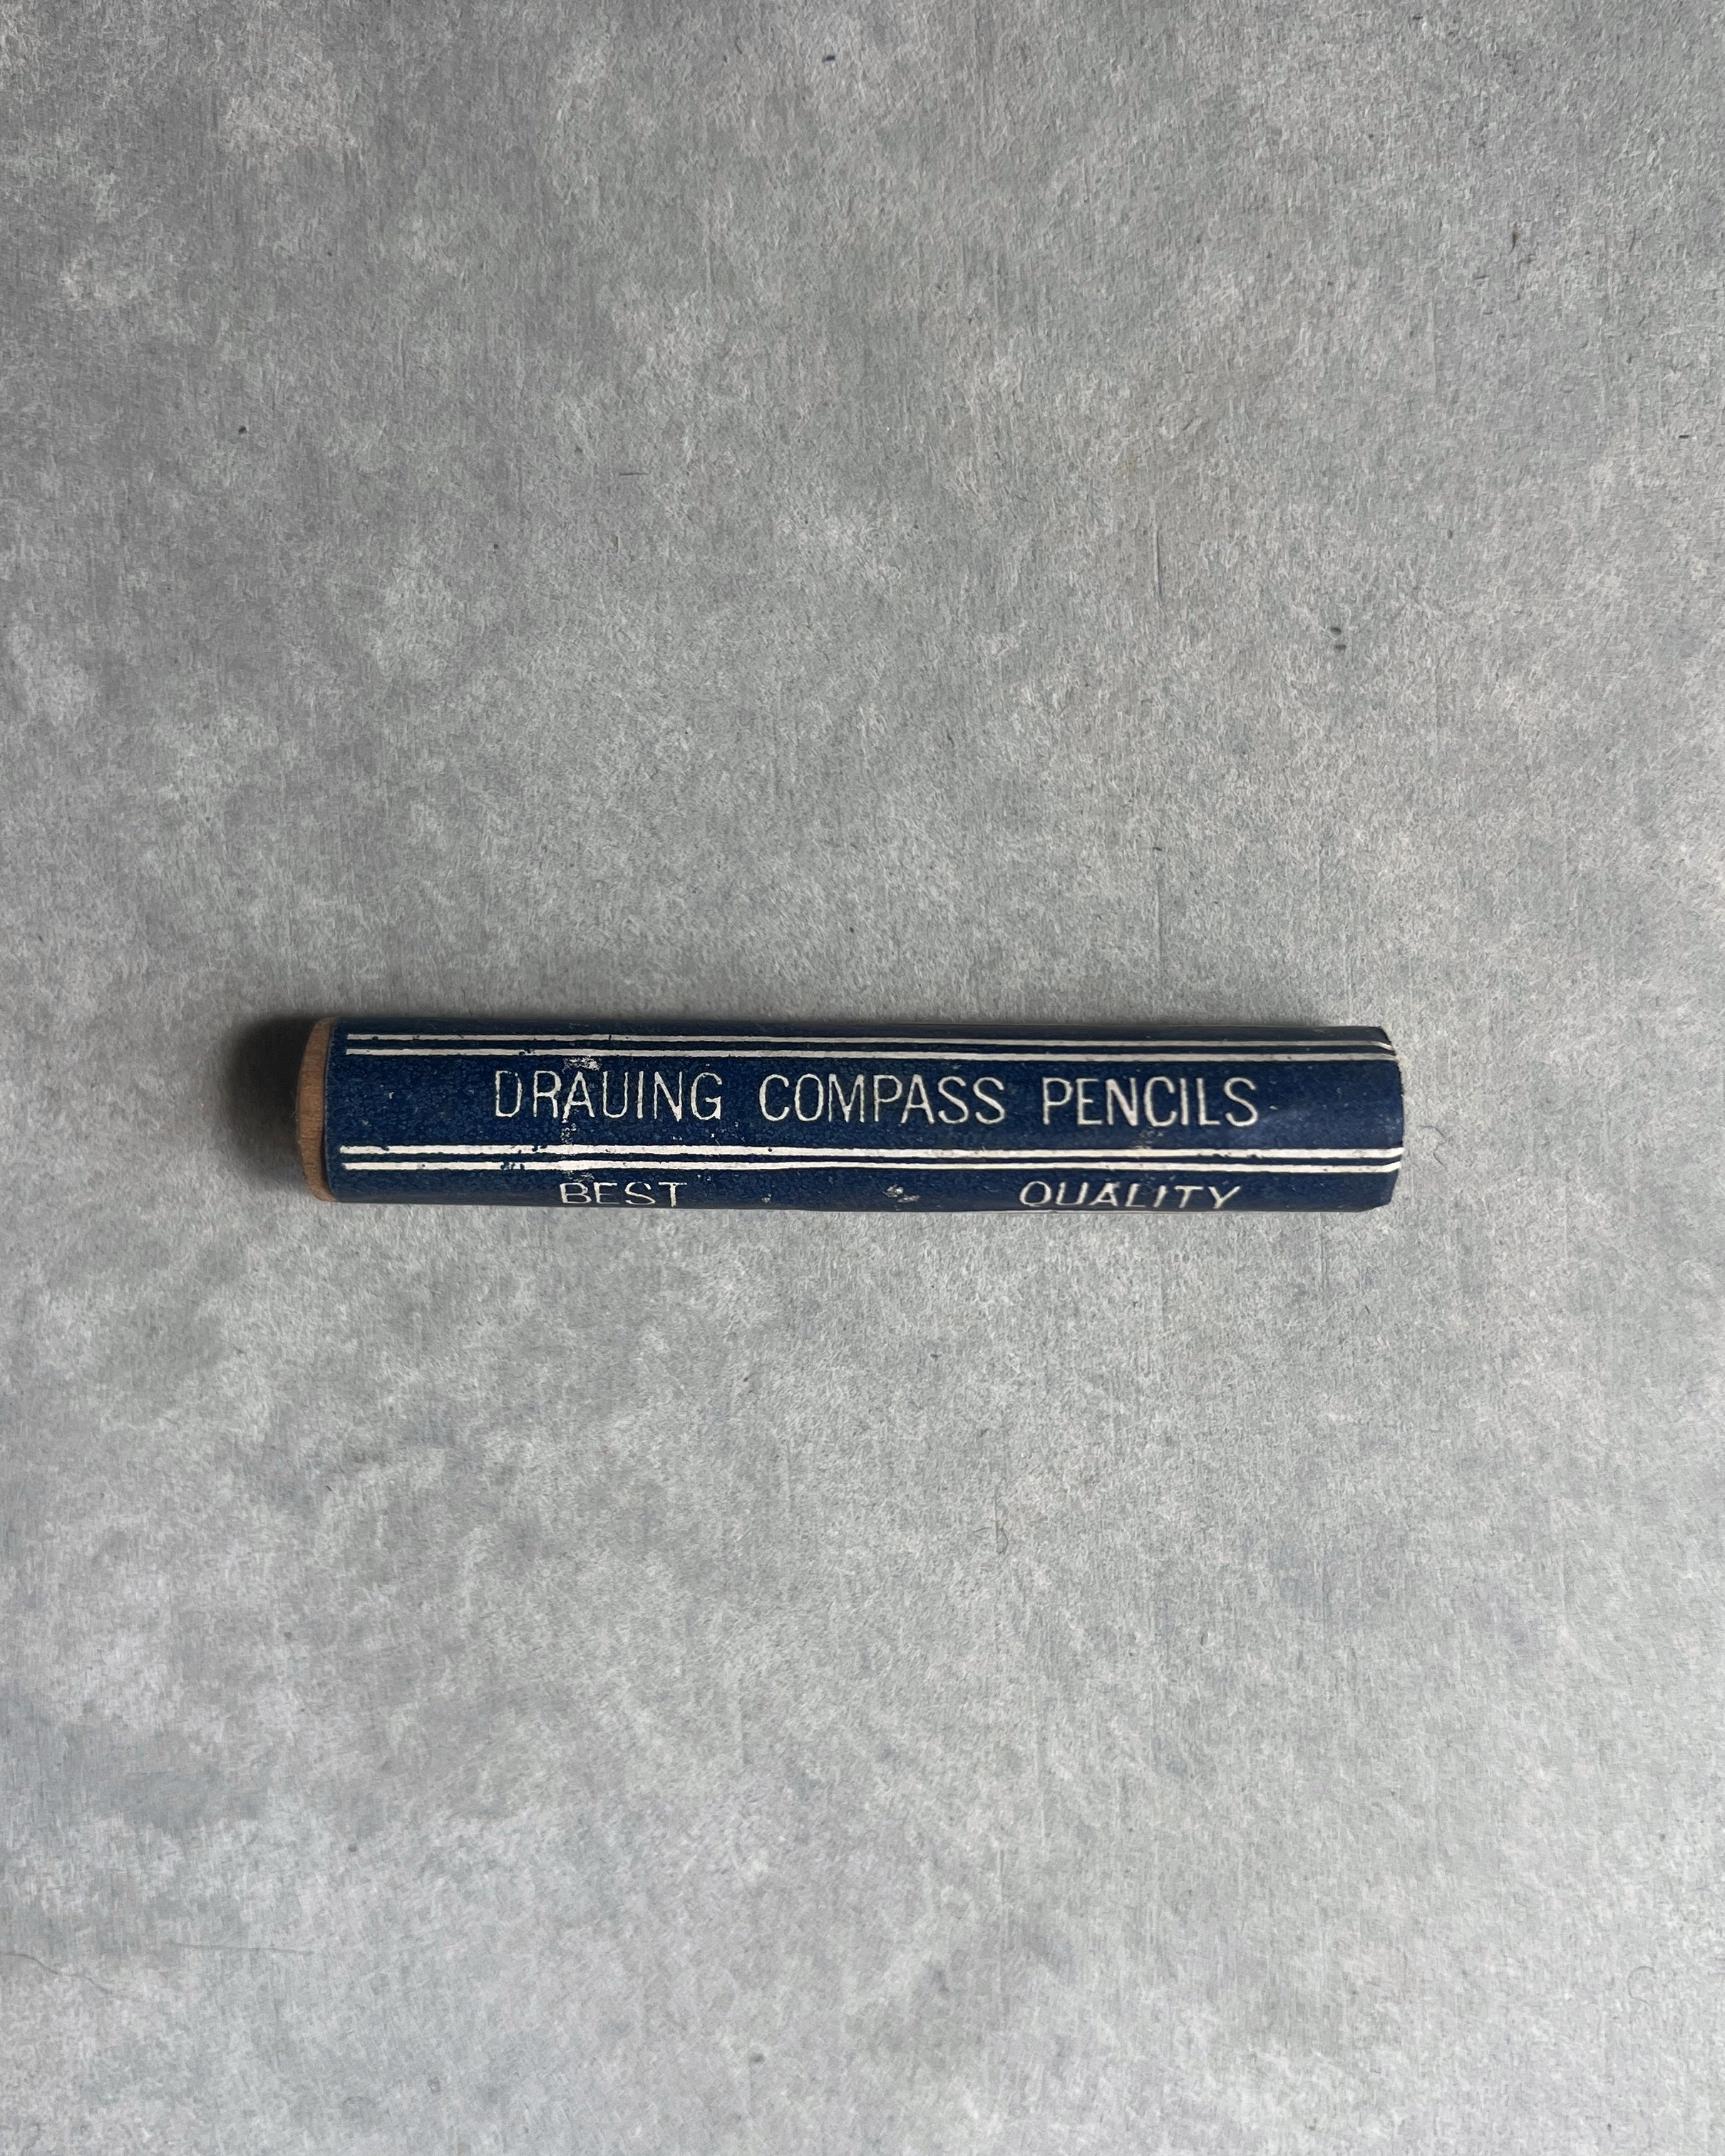 DRAUING COMPASS PENCILS
BEST QUALITY